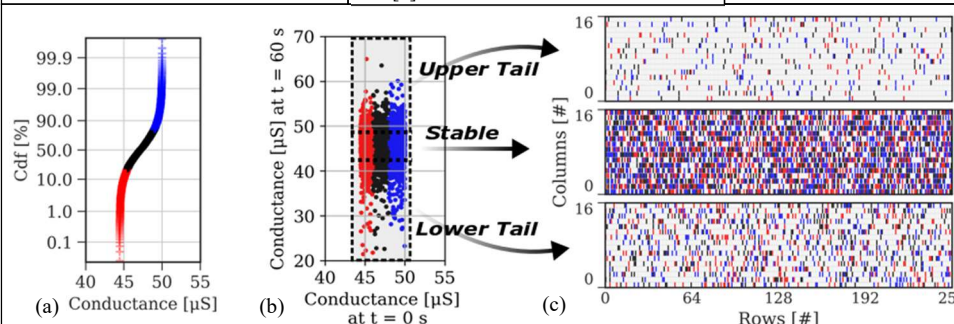 99.9
99.0
90.0
50.0
10.0
1.0
0.1
Cdf [%]
40 45 50 55
(a) Conductance [µS]
70
60
50
40
30
20
Conductance [µS] at t = 60 s
40 45 50 55
(b) Conductance [µS]
at t = 0 s
Upper Tail
Stable
Lower Tail
16
0
16
0
16
0
Columns [#]
0 64 128 192 25
(c) Rows [#]